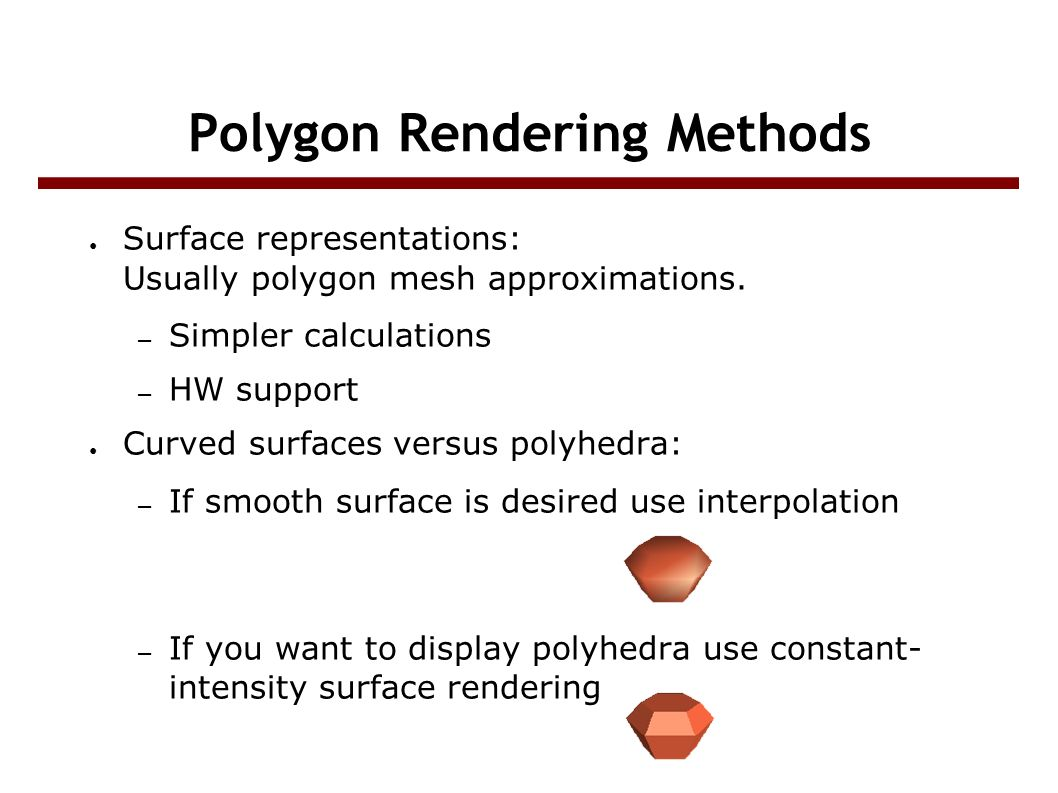 Polygon Rendering Methods
● Surface representations:
Usually polygon mesh approximations.
– Simpler calculations
– HW support
● Curved surfaces versus polyhedra:
– If smooth surface is desired use interpolation
– If you want to display polyhedra use constant-
intensity surface rendering